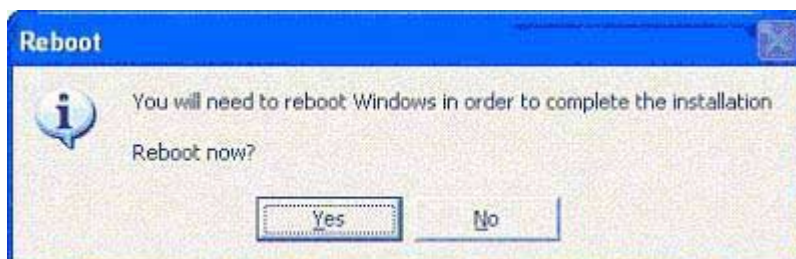 Reboot
You will need to reboot Windows in order to complete the installation
Reboot now?
Yes
No